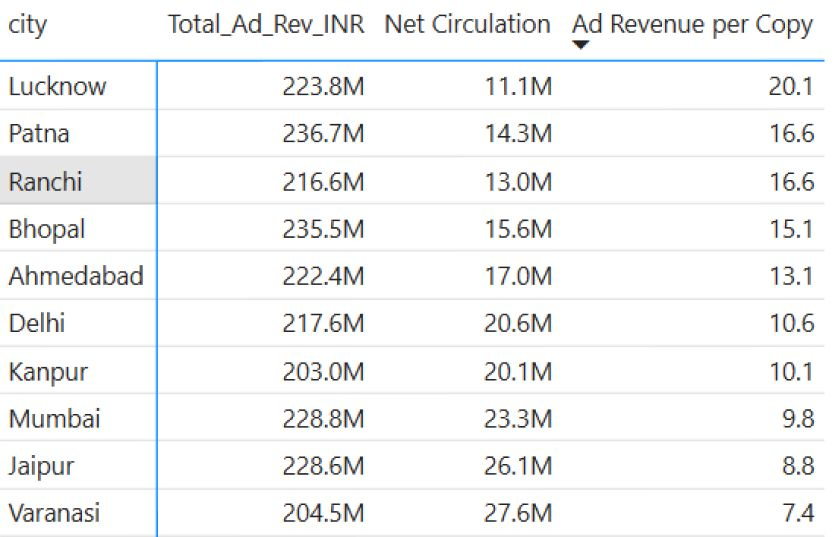 city Total_Ad_Rev_INR Net Circulation Ad Revenue per Copy
Lucknow 223.8M 11.1M 20.1
Patna 236.7M 14.3M 16.6
Ranchi 216.6M 13.0M 16.6
Bhopal 235.5M 15.6M 15.1
Ahmedabad 222.4M 17.0M 13.1
Delhi 217.6M 20.6M 10.6
Kanpur 203.0M 20.1M 10.1
Mumbai 228.8M 23.3M 9.8
Jaipur 228.6M 26.1M 8.8
Varanasi 204.5M 27.6M 7.4